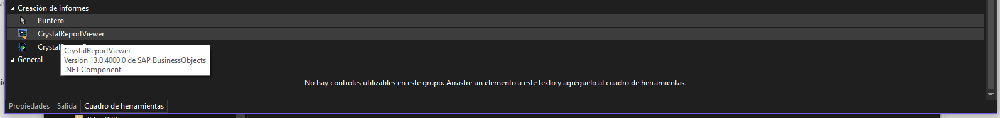 Creación de informes
Puntero
CrystalReportViewer
CrystalReportViewer
Versión 13.0.4000.0 de SAP BusinessObjects
.NET Component
General
No hay controles utilizables en este grupo. Arrastre un elemento a este texto y agréguelo al cuadro de herramientas.
Propiedades Salida Cuadro de herramientas